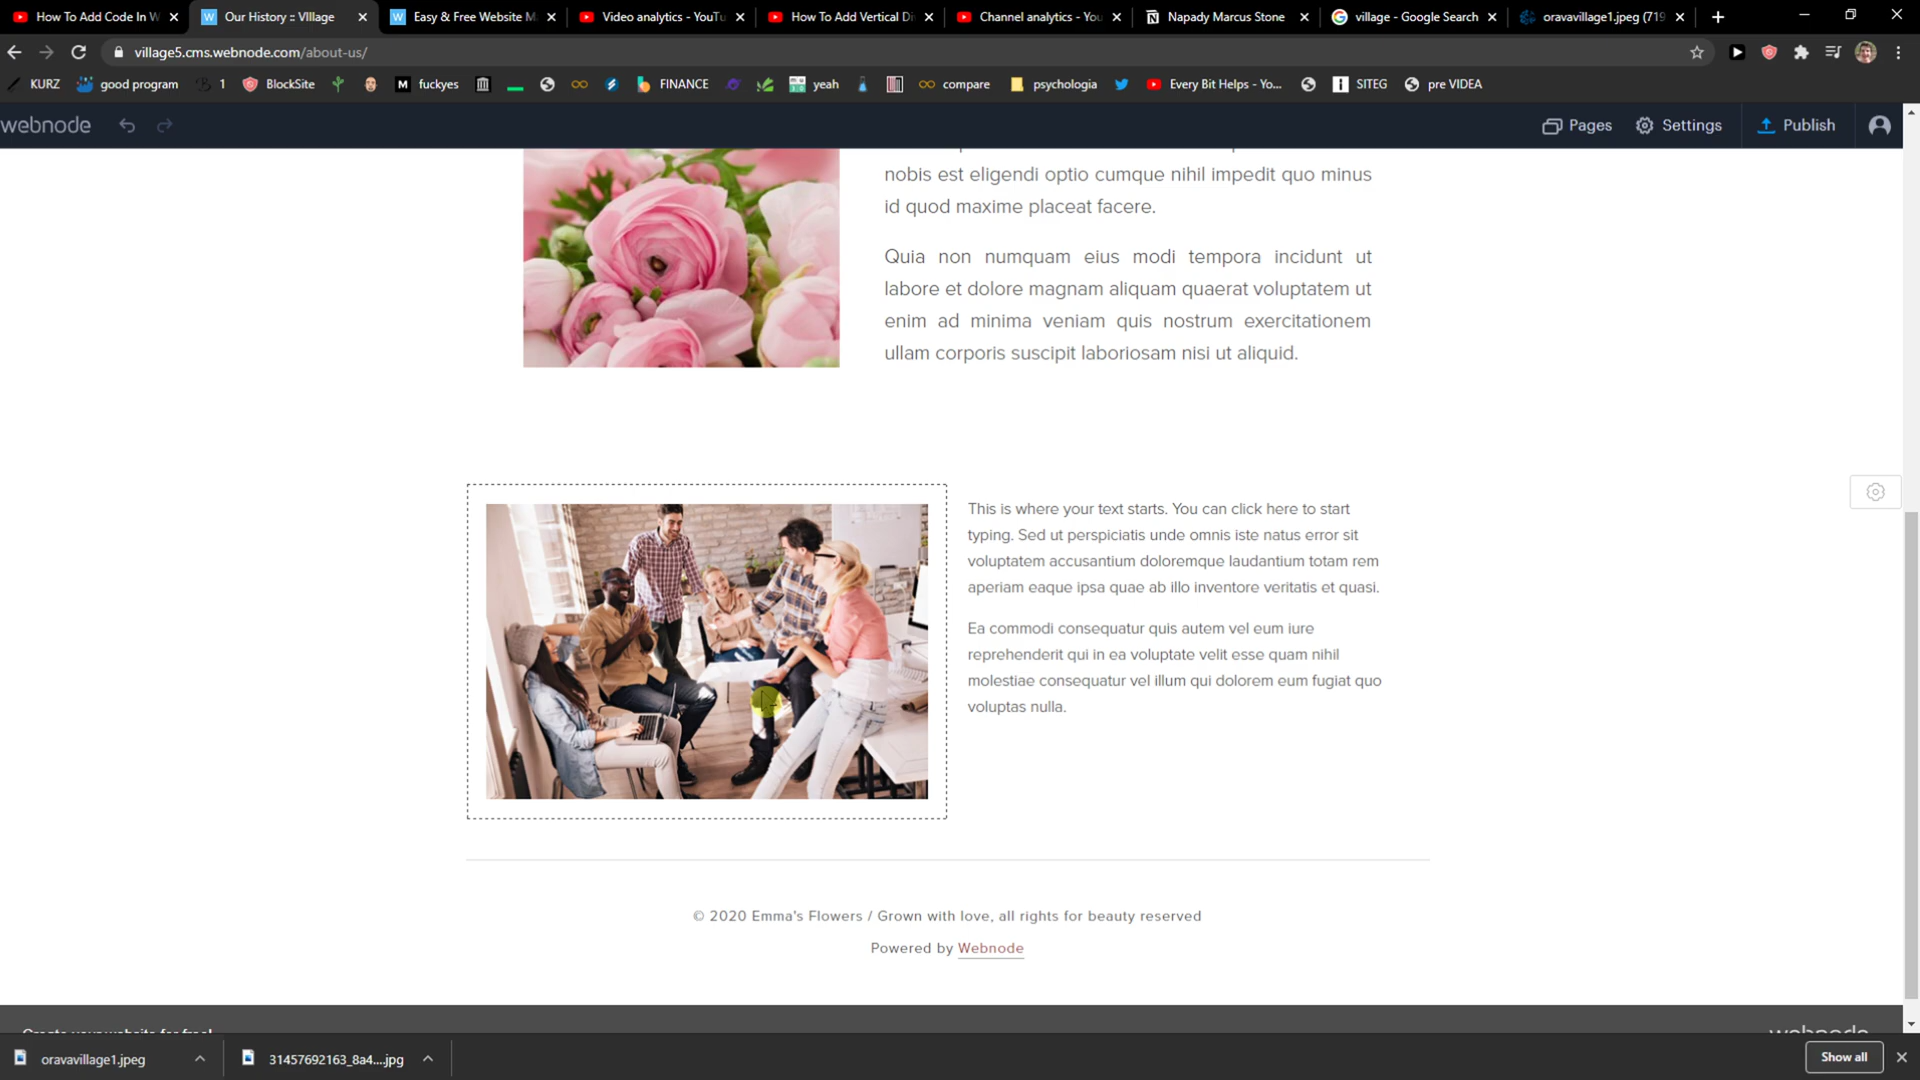 How To Add Code In W
Our History :: VIllage
Easy & Free Website M
Video analytics - YouTu
How To Add Vertical Di
Channel analytics - You
Napady Marcus Stone
village - Google Search
oravavillage1.jpeg (719
village5.cms.webnode.com/about-us/
KURZ
good program
1
BlockSite
fuckyes
FINANCE
yeah
compare
psychologia
Every Bit Helps - Yo...
SITEG
pre VIDEA
webnode
Pages
Settings
Publish
nobis est eligendi optio cumque nihil impedit quo minus
id quod maxime placeat facere.
Quia non numquam eius modi tempora incidunt ut
labore et dolore magnam aliquam quaerat voluptatem ut
enim ad minima veniam quis nostrum exercitationem
ullam corporis suscipit laboriosam nisi ut aliquid.
This is where your text starts. You can click here to start
typing. Sed ut perspiciatis unde omnis iste natus error sit
voluptatem accusantium doloremque laudantium totam rem
aperiam eaque ipsa quae ab illo inventore veritatis et quasi.
Ea commodi consequatur quis autem vel eum iure
reprehenderit qui in ea voluptate velit esse quam nihil
molestiae consequatur vel illum qui dolorem eum fugiat quo
voluptas nulla.
© 2020 Emma's Flowers / Grown with love, all rights for beauty reserved
Powered by Webnode
Create your website for free!
webnode
oravavillage1.jpeg
31457692163_8a4....jpg
Show all